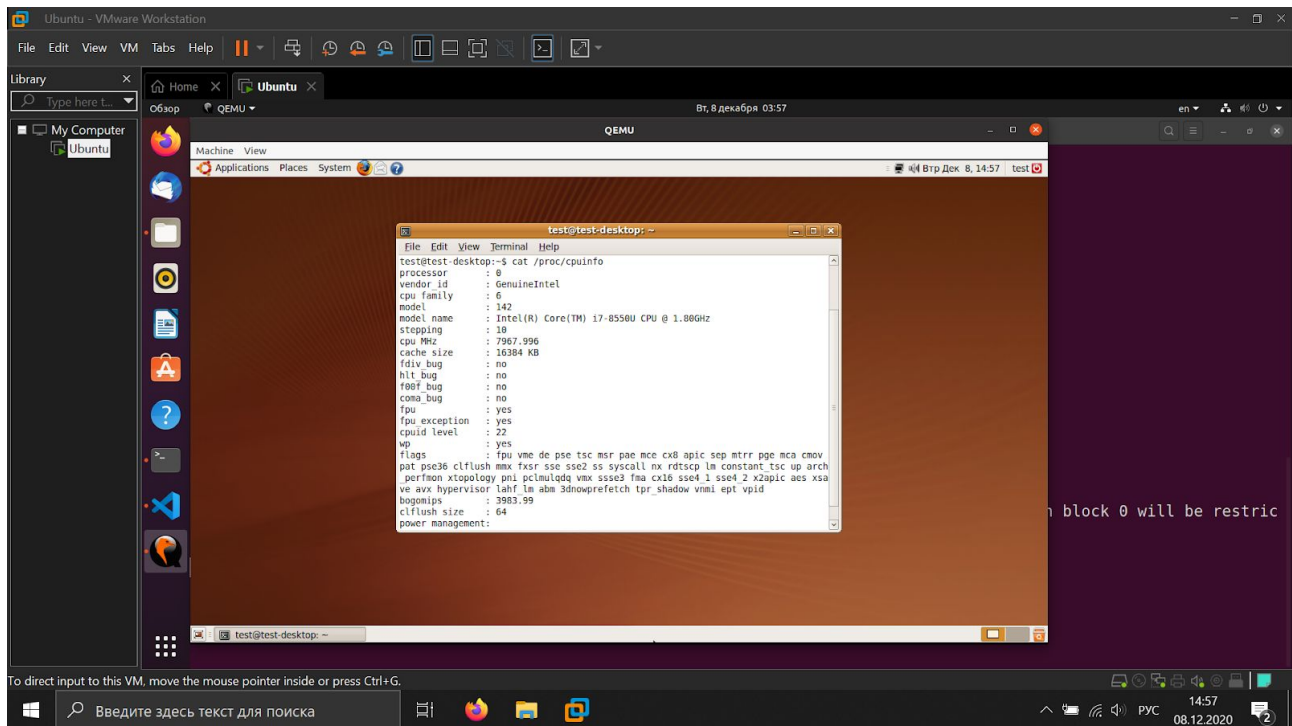 Ubuntu - VMware Workstation
File Edit View VM Tabs Help
Library
Type here t...
My Computer
Ubuntu
Home
Ubuntu
Обзор QEMU Вт, 8 декабря 03:57 en
QEMU
Machine View
Applications Places System Втр Дек 8, 14:57 test
test@test-desktop: ~
File Edit View Terminal Help
test@test-desktop:~$ cat /proc/cpuinfo
processor : 0
vendor_id : GenuineIntel
cpu family : 6
model : 142
model name : Intel(R) Core(TM) i7-8550U CPU @ 1.80GHz
stepping : 10
cpu MHz : 7967.996
cache size : 16384 KB
fdiv_bug : no
hlt_bug : no
f00f_bug : no
coma_bug : no
fpu : yes
fpu_exception : yes
cpuid level : 22
wp : yes
flags : fpu vme de pse tsc msr pae mce cx8 apic sep mtrr pge mca cmov
pat pse36 clflush mmx fxsr sse sse2 ss syscall nx rdtscp lm constant_tsc up arch
_perfmon xtopology pni pclmulqdq vmx ssse3 fma cx16 sse4_1 sse4_2 x2apic aes xsa
ve avx hypervisor lahf_lm abm 3dnowprefetch tpr_shadow vnmi ept vpid
bogomips : 3983.99
clflush size : 64
power management:
block 0 will be restric
test@test-desktop: ~
To direct input to this VM, move the mouse pointer inside or press Ctrl+G.
Введите здесь текст для поиска
РУС
14:57
08.12.2020
2